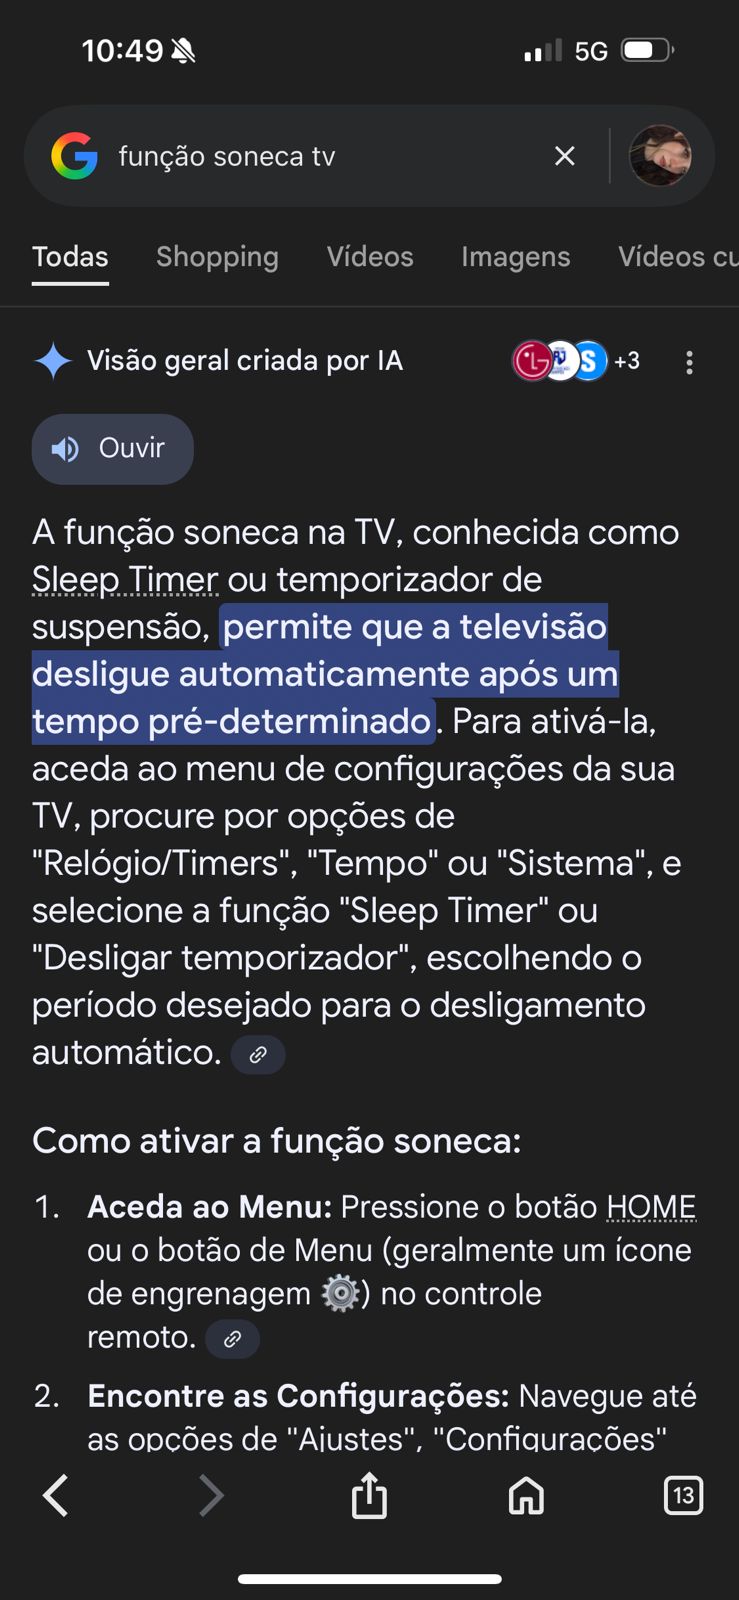 10:49 5G
função soneca tv
Todas Shopping Vídeos Imagens Vídeos cu
Visão geral criada por IA +3
Ouvir
A função soneca na TV, conhecida como
Sleep Timer ou temporizador de
suspensão, permite que a televisão
desligue automaticamente após um
tempo pré-determinado. Para ativá-la,
aceda ao menu de configurações da sua
TV, procure por opções de
"Relógio/Timers", "Tempo" ou "Sistema", e
selecione a função "Sleep Timer" ou
"Desligar temporizador", escolhendo o
período desejado para o desligamento
automático.
Como ativar a função soneca:
1. Aceda ao Menu: Pressione o botão HOME
ou o botão de Menu (geralmente um ícone
de engrenagem ⚙️) no controle
remoto.
2. Encontre as Configurações: Navegue até
as opções de "Ajustes", "Configurações"
13